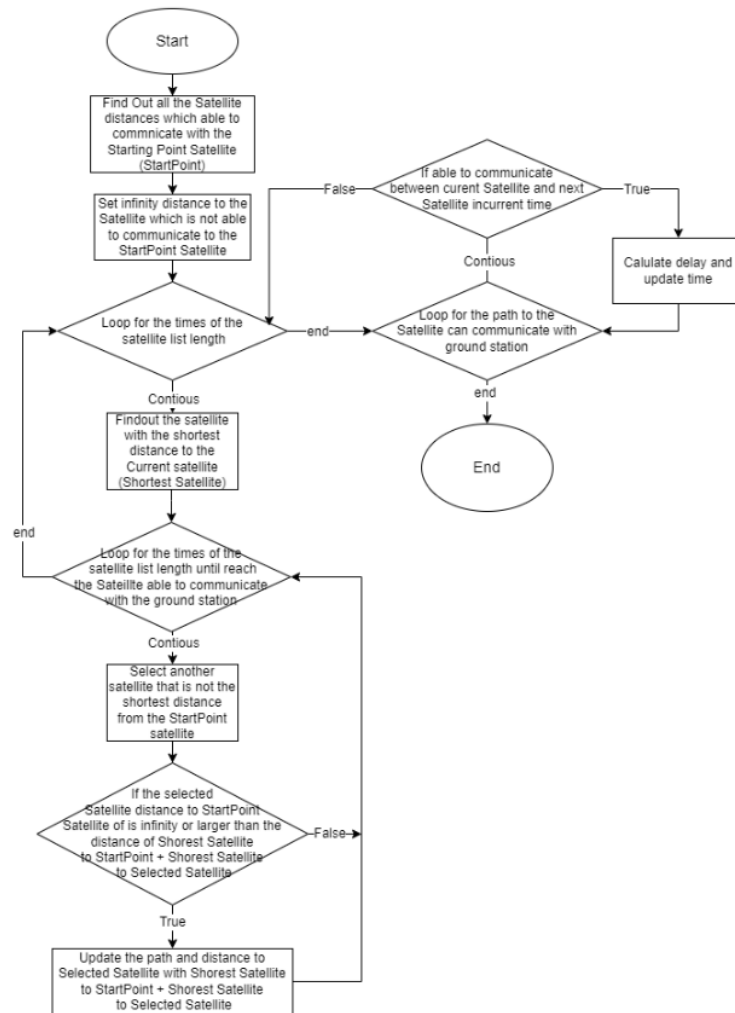 Start
Find Out all the Satellite
distances which able to
commnicate with the
Starting Point Satellite
(StartPoint)
Set infinity distance to the
Satellite which is not able
to communicate to the
StartPoint Satellite
Loop for the times of the
satellite list length
end
Contious
Findout the satellite
with the shortest
distance to the
Current satellite
(Shortest Satellite)
Loop for the times of the
satellite list length until reach
the Sateillte able to communicate
with the ground station
end
Contious
Select another
satellite that is not the
shortest distance
from the StartPoint
satellite
If the selected
Satellite distance to StartPoint
Satellite of is infinity or larger than the
distance of Shorest Satellite
to StartPoint + Shorest Satellite
to Selected Satellite
False
True
Update the path and distance to
Selected Satellite with Shorest Satellite
to StartPoint + Shorest Satellite
to Selected Satellite
If able to communicate
between curent Satellite and next
Satellite incurrent time
False
True
Calulate delay and
update time
Contious
Loop for the path to the
Satellite can communicate with
ground station
end
End